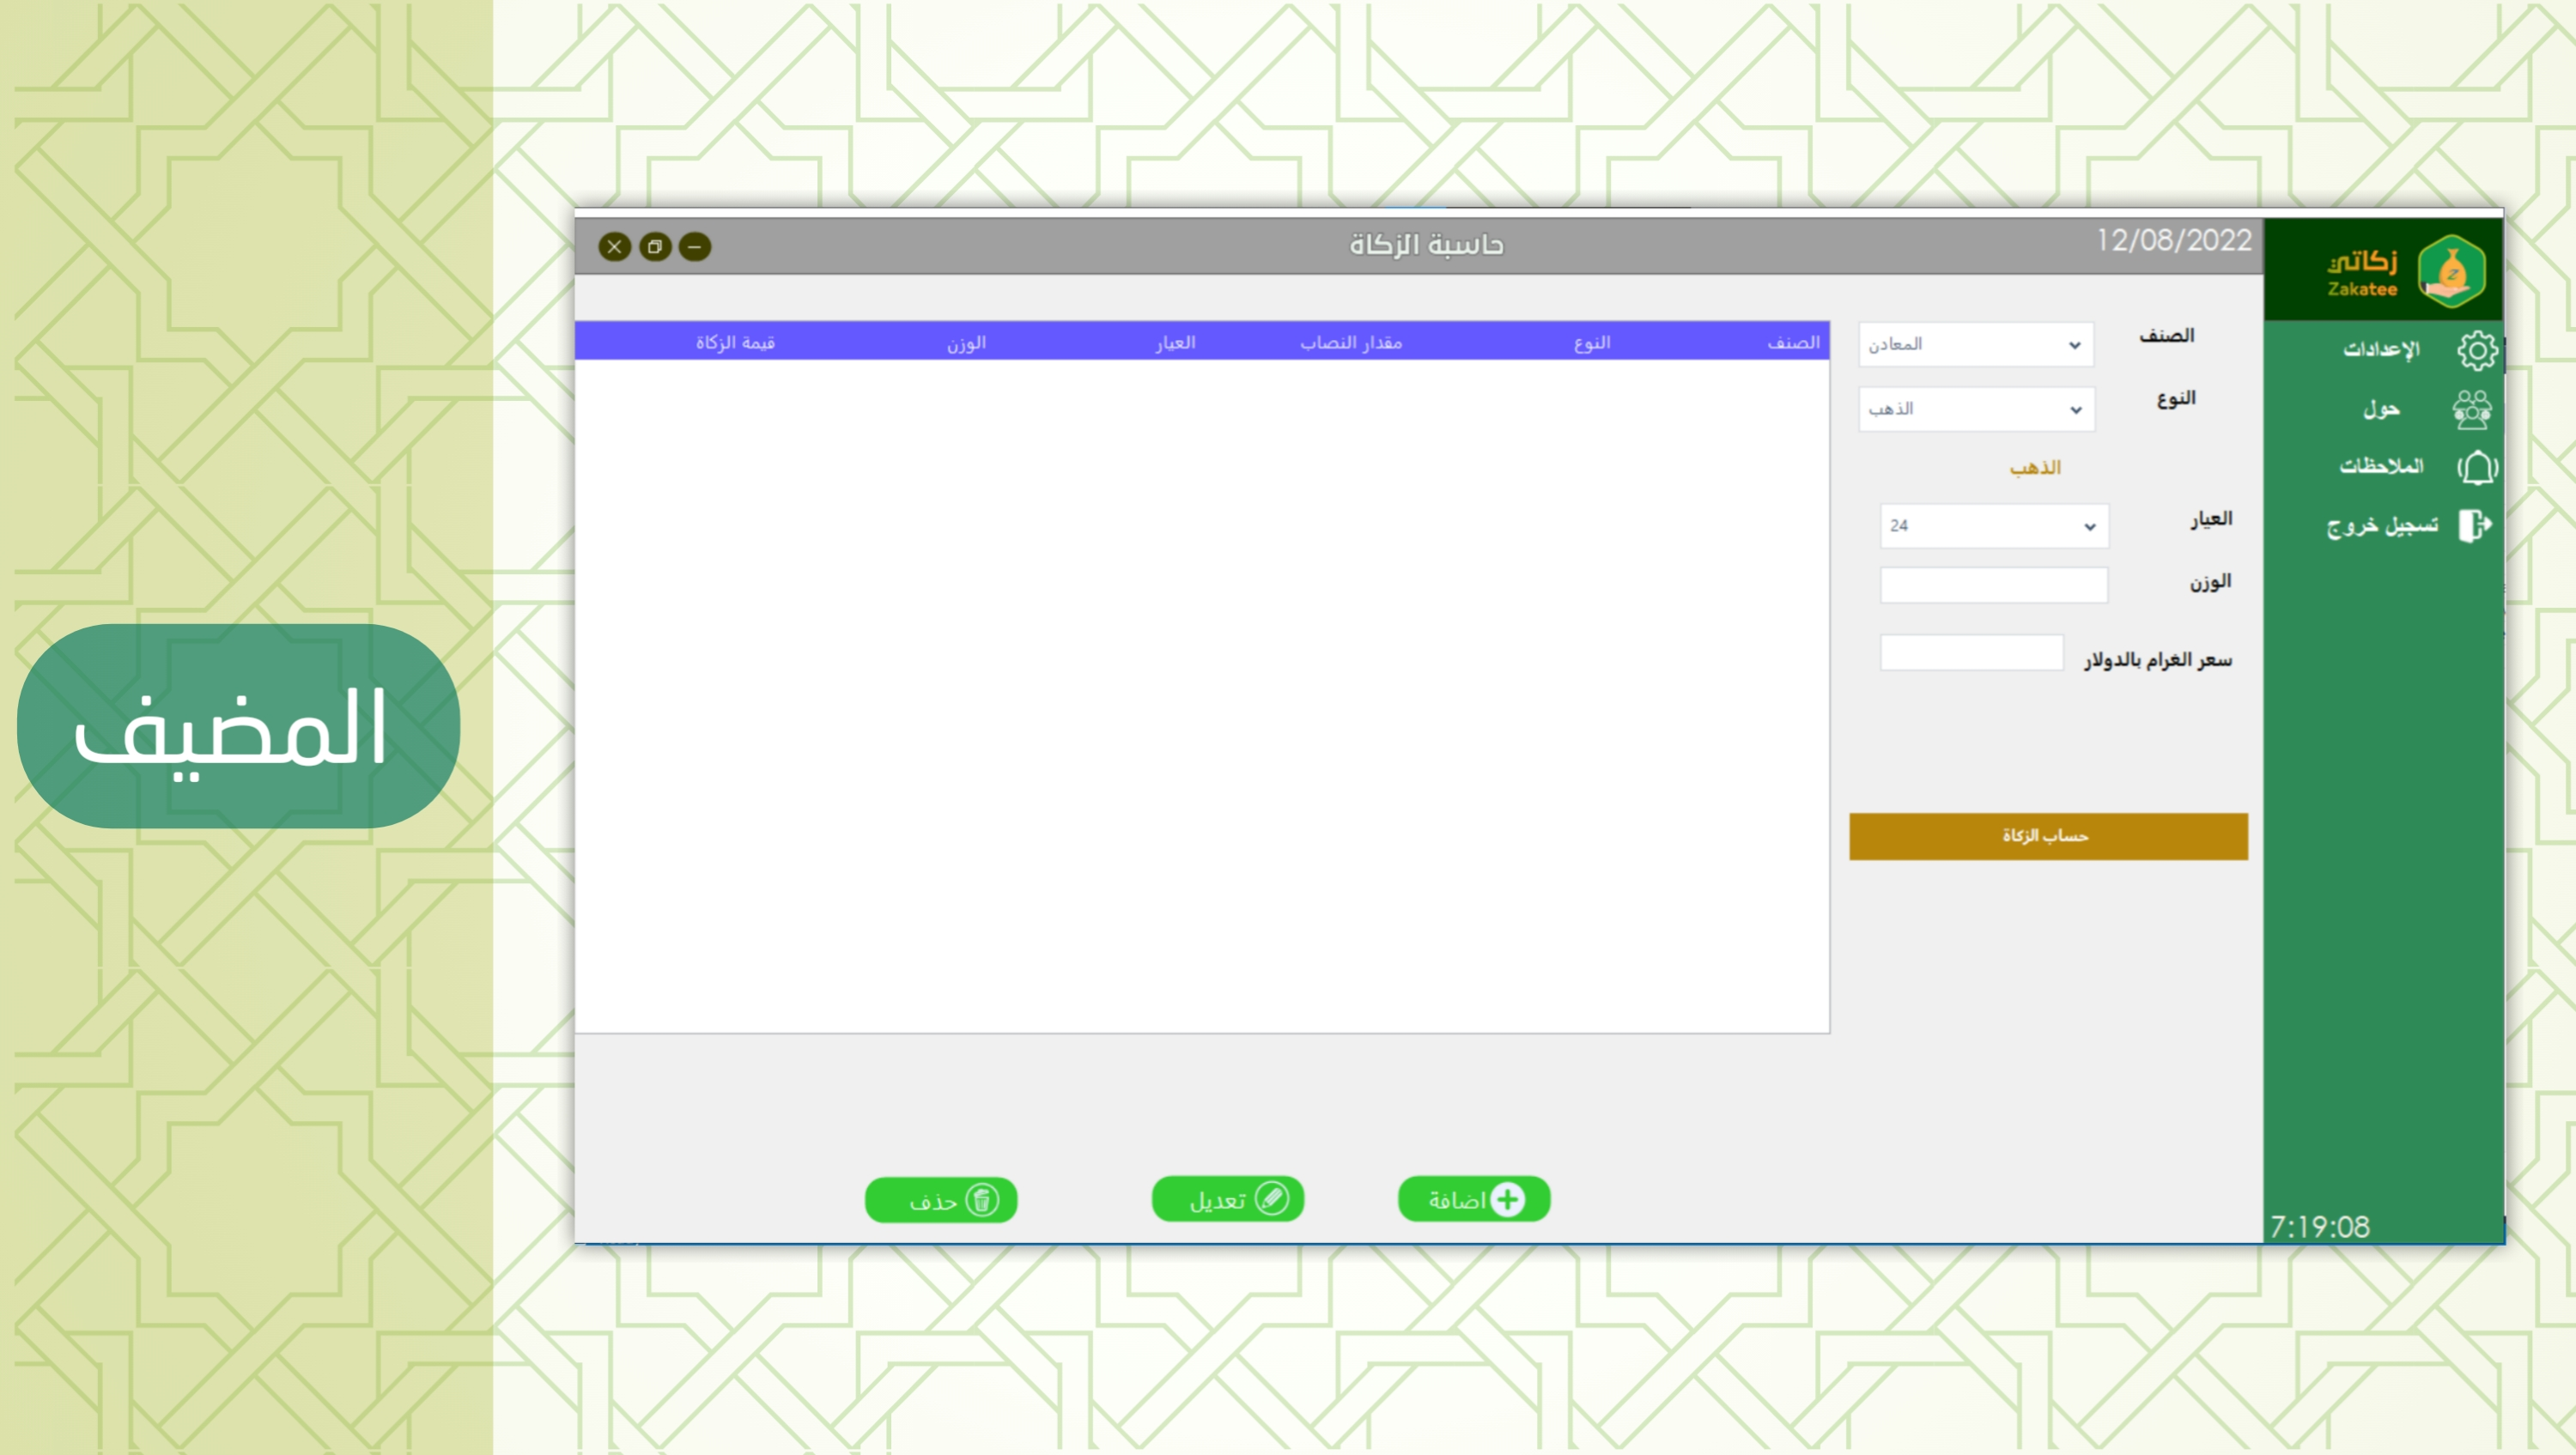 12/08/2022
حاسبة الزكاة
زكاتي
Zakatee
الإعدادات
حول
الملاحظات
تسجيل خروج
7:19:08
الصنف
المعادن
النوع
الذهب
الذهب
العيار
24
الوزن
سعر الغرام بالدولار
حساب الزكاة
الصنف النوع مقدار النصاب العيار الوزن قيمة الزكاة
اضافة
تعديل
حذف
المضيف